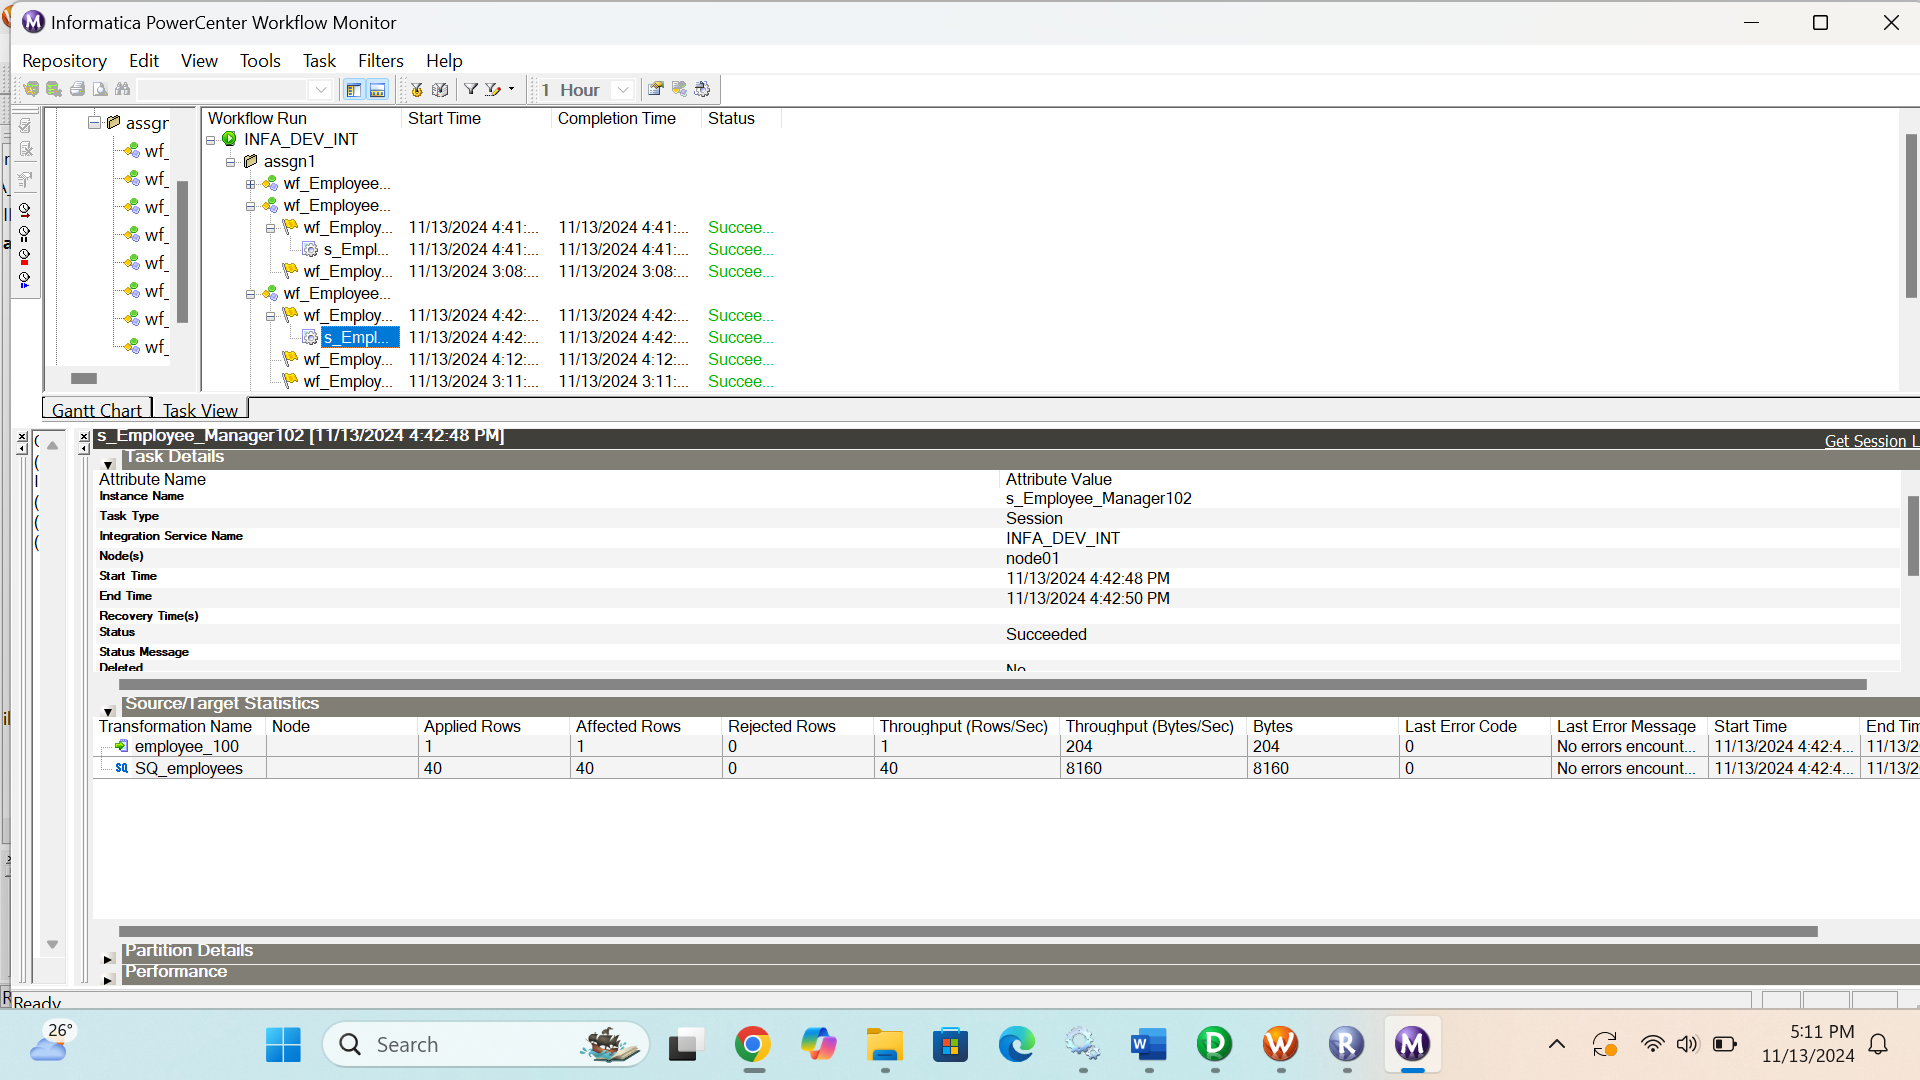 Informatica PowerCenter Workflow Monitor
Repository Edit View Tools Task Filters Help
1 Hour
assgn
wf_
wf_
wf_
wf_
wf_
wf_
wf_
wf_
Workflow Run Start Time Completion Time Status
INFA_DEV_INT
assgn1
wf_Employee...
wf_Employee...
wf_Employ... 11/13/2024 4:41:... 11/13/2024 4:41:... Succee...
s_Empl... 11/13/2024 4:41:... 11/13/2024 4:41:... Succee...
wf_Employ... 11/13/2024 3:08:... 11/13/2024 3:08:... Succee...
wf_Employee...
wf_Employ... 11/13/2024 4:42:... 11/13/2024 4:42:... Succee...
s_Empl... 11/13/2024 4:42:... 11/13/2024 4:42:... Succee...
wf_Employ... 11/13/2024 4:12:... 11/13/2024 4:12:... Succee...
wf_Employ... 11/13/2024 3:11:... 11/13/2024 3:11:... Succee...
Gantt Chart Task View
s_Employee_Manager102 [11/13/2024 4:42:48 PM]
Get Session L
Task Details
Attribute Name Attribute Value
Instance Name s_Employee_Manager102
Task Type Session
Integration Service Name INFA_DEV_INT
Node(s) node01
Start Time 11/13/2024 4:42:48 PM
End Time 11/13/2024 4:42:50 PM
Recovery Time(s)
Status Succeeded
Status Message
Deleted No
Source/Target Statistics
Transformation Name Node Applied Rows Affected Rows Rejected Rows Throughput (Rows/Sec) Throughput (Bytes/Sec) Bytes Last Error Code Last Error Message Start Time End Tim
employee_100 1 1 0 1 204 204 0 No errors encount... 11/13/2024 4:42:4... 11/13/2
SQ SQ_employees 40 40 0 40 8160 8160 0 No errors encount... 11/13/2024 4:42:4... 11/13/2
Partition Details
Performance
Ready
26°
Search
5:11 PM
11/13/2024